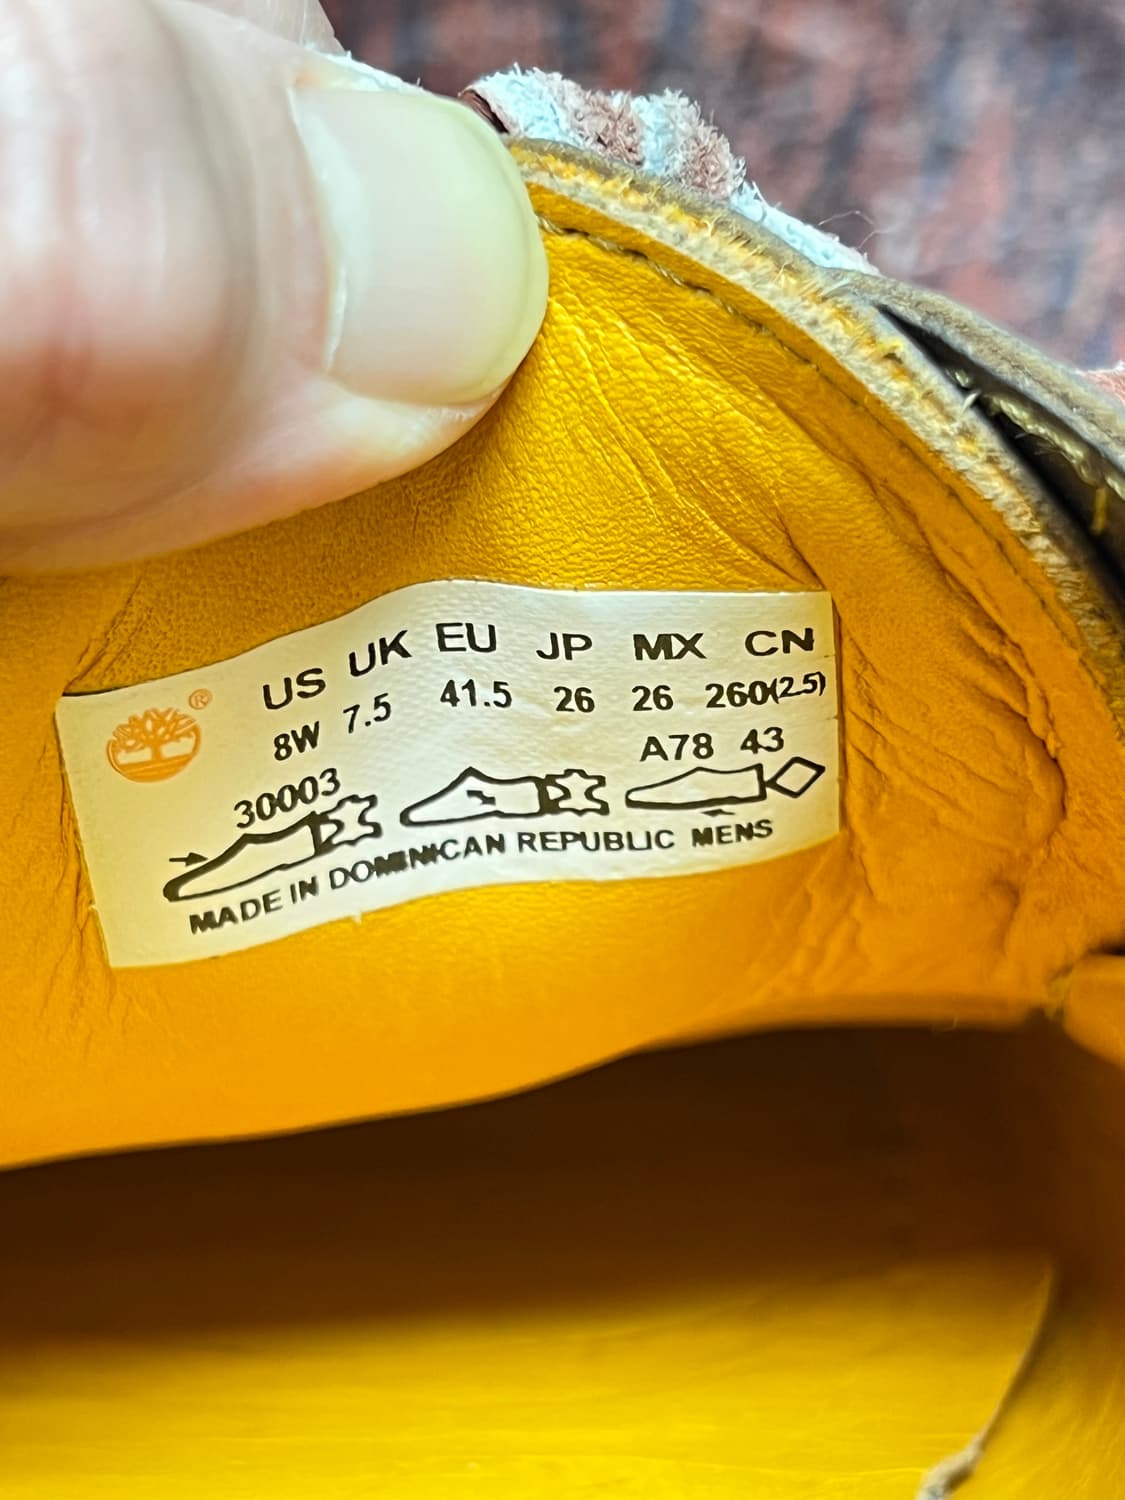 ®
US UK EU JP MX CN
8W 7.5 41.5 26 26 260(2.5)
30003 A78 43
MADE IN DOMINICAN REPUBLIC MENS